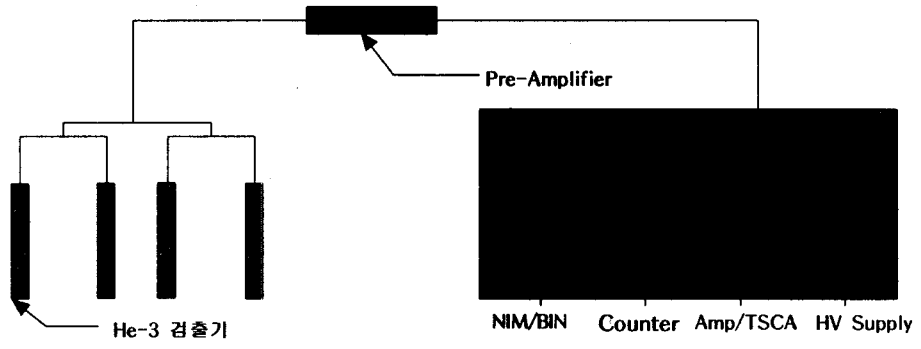 Pre-Amplifier
He-3 검출기
NIM/BIN Counter Amp/TSCA HV Supply